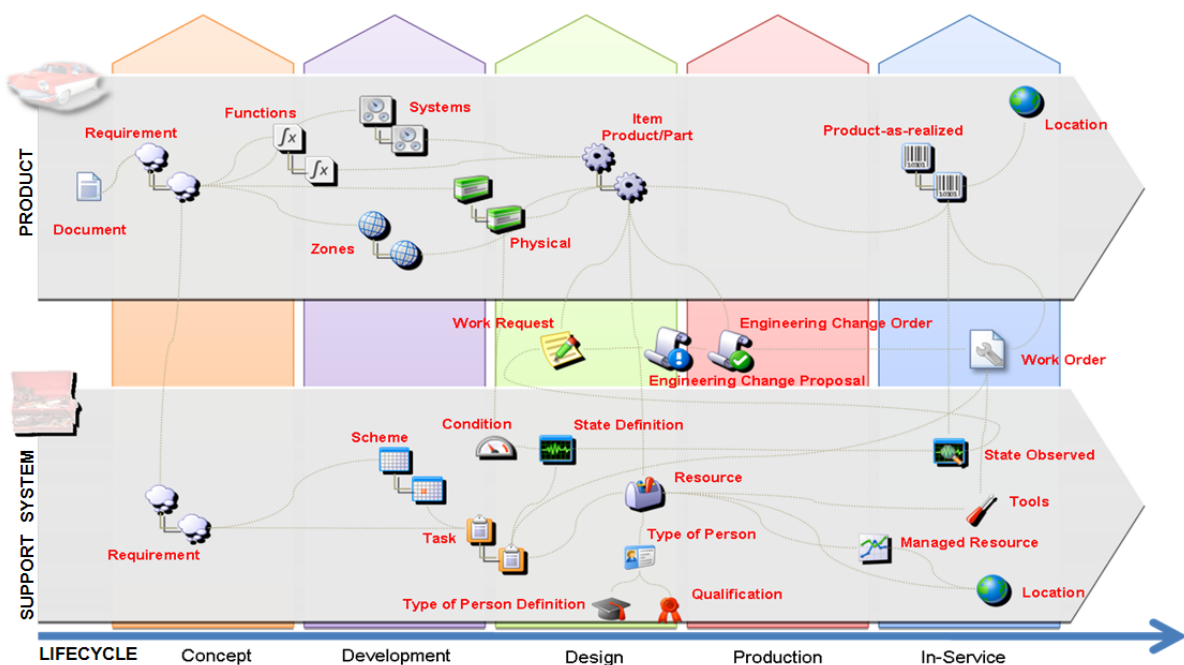 PRODUCT
Document
Requirement
Functions
Systems
Zones
Physical
Item
Product/Part
Product-as-realized
Location
Work Request
Engineering Change Order
Engineering Change Proposal
Work Order
SUPPORT SYSTEM
Requirement
Scheme
Condition
State Definition
Task
Resource
Type of Person
Type of Person Definition
Qualification
State Observed
Tools
Managed Resource
Location
LIFECYCLE
Concept
Development
Design
Production
In-Service